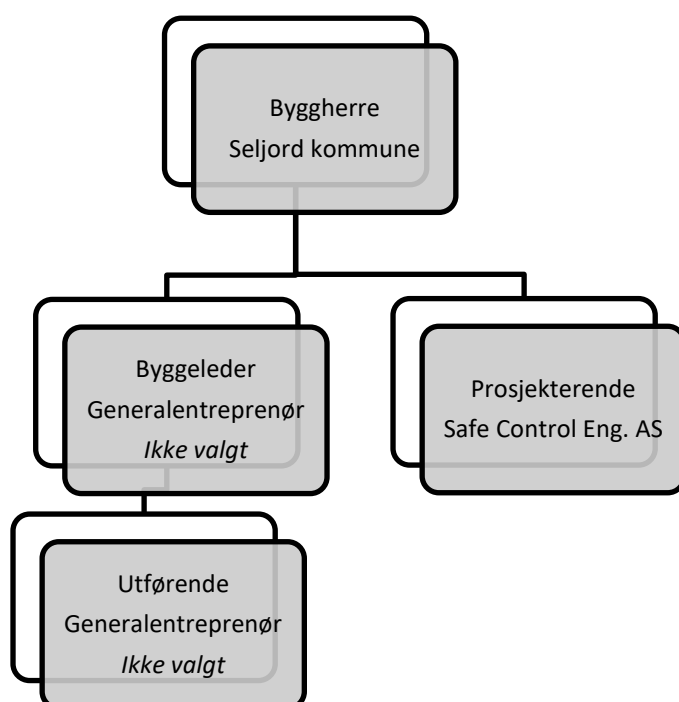 Byggherre
Seljord kommune
Byggeleder
Generalentreprenør
Ikke valgt
Prosjekterende
Safe Control Eng. AS
Utførende
Generalentreprenør
Ikke valgt